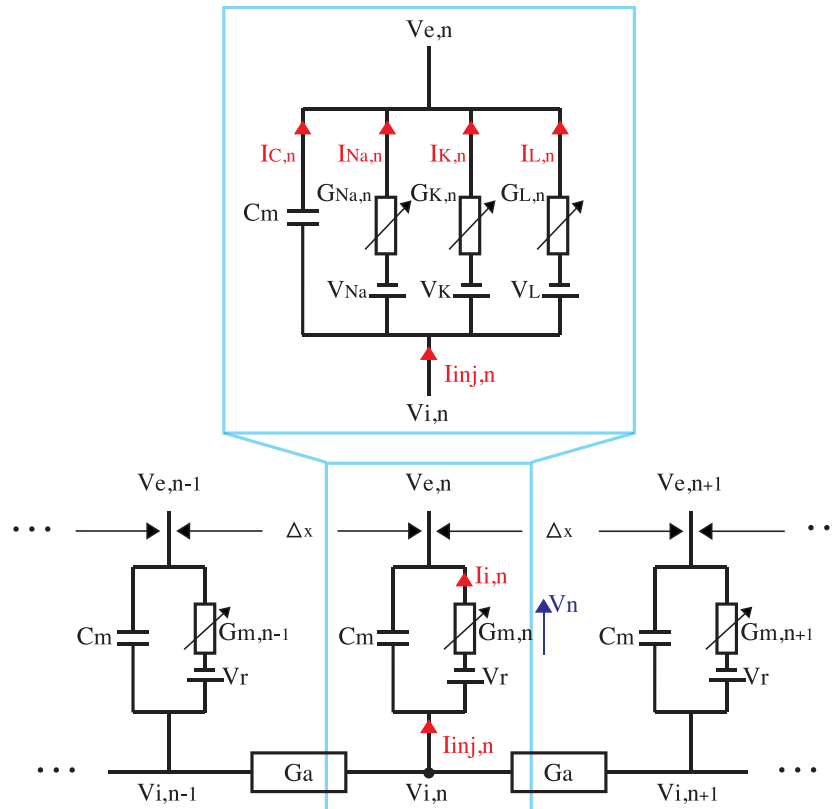 Ve,n
IC,n INa,n IK,n IL,n
GNa,n GK,n GL,n
Cm
VNa VK VL
Iinj,n
Vi,n
Ve,n-1 Ve,n Ve,n+1
... Δx Δx ..
Ii,n
Vn
Cm Gm,n-1 Cm Gm,n Cm Gm,n+1
Vr Vr Vr
Iinj,n
... Ga Ga ...
Vi,n-1 Vi,n Vi,n+1